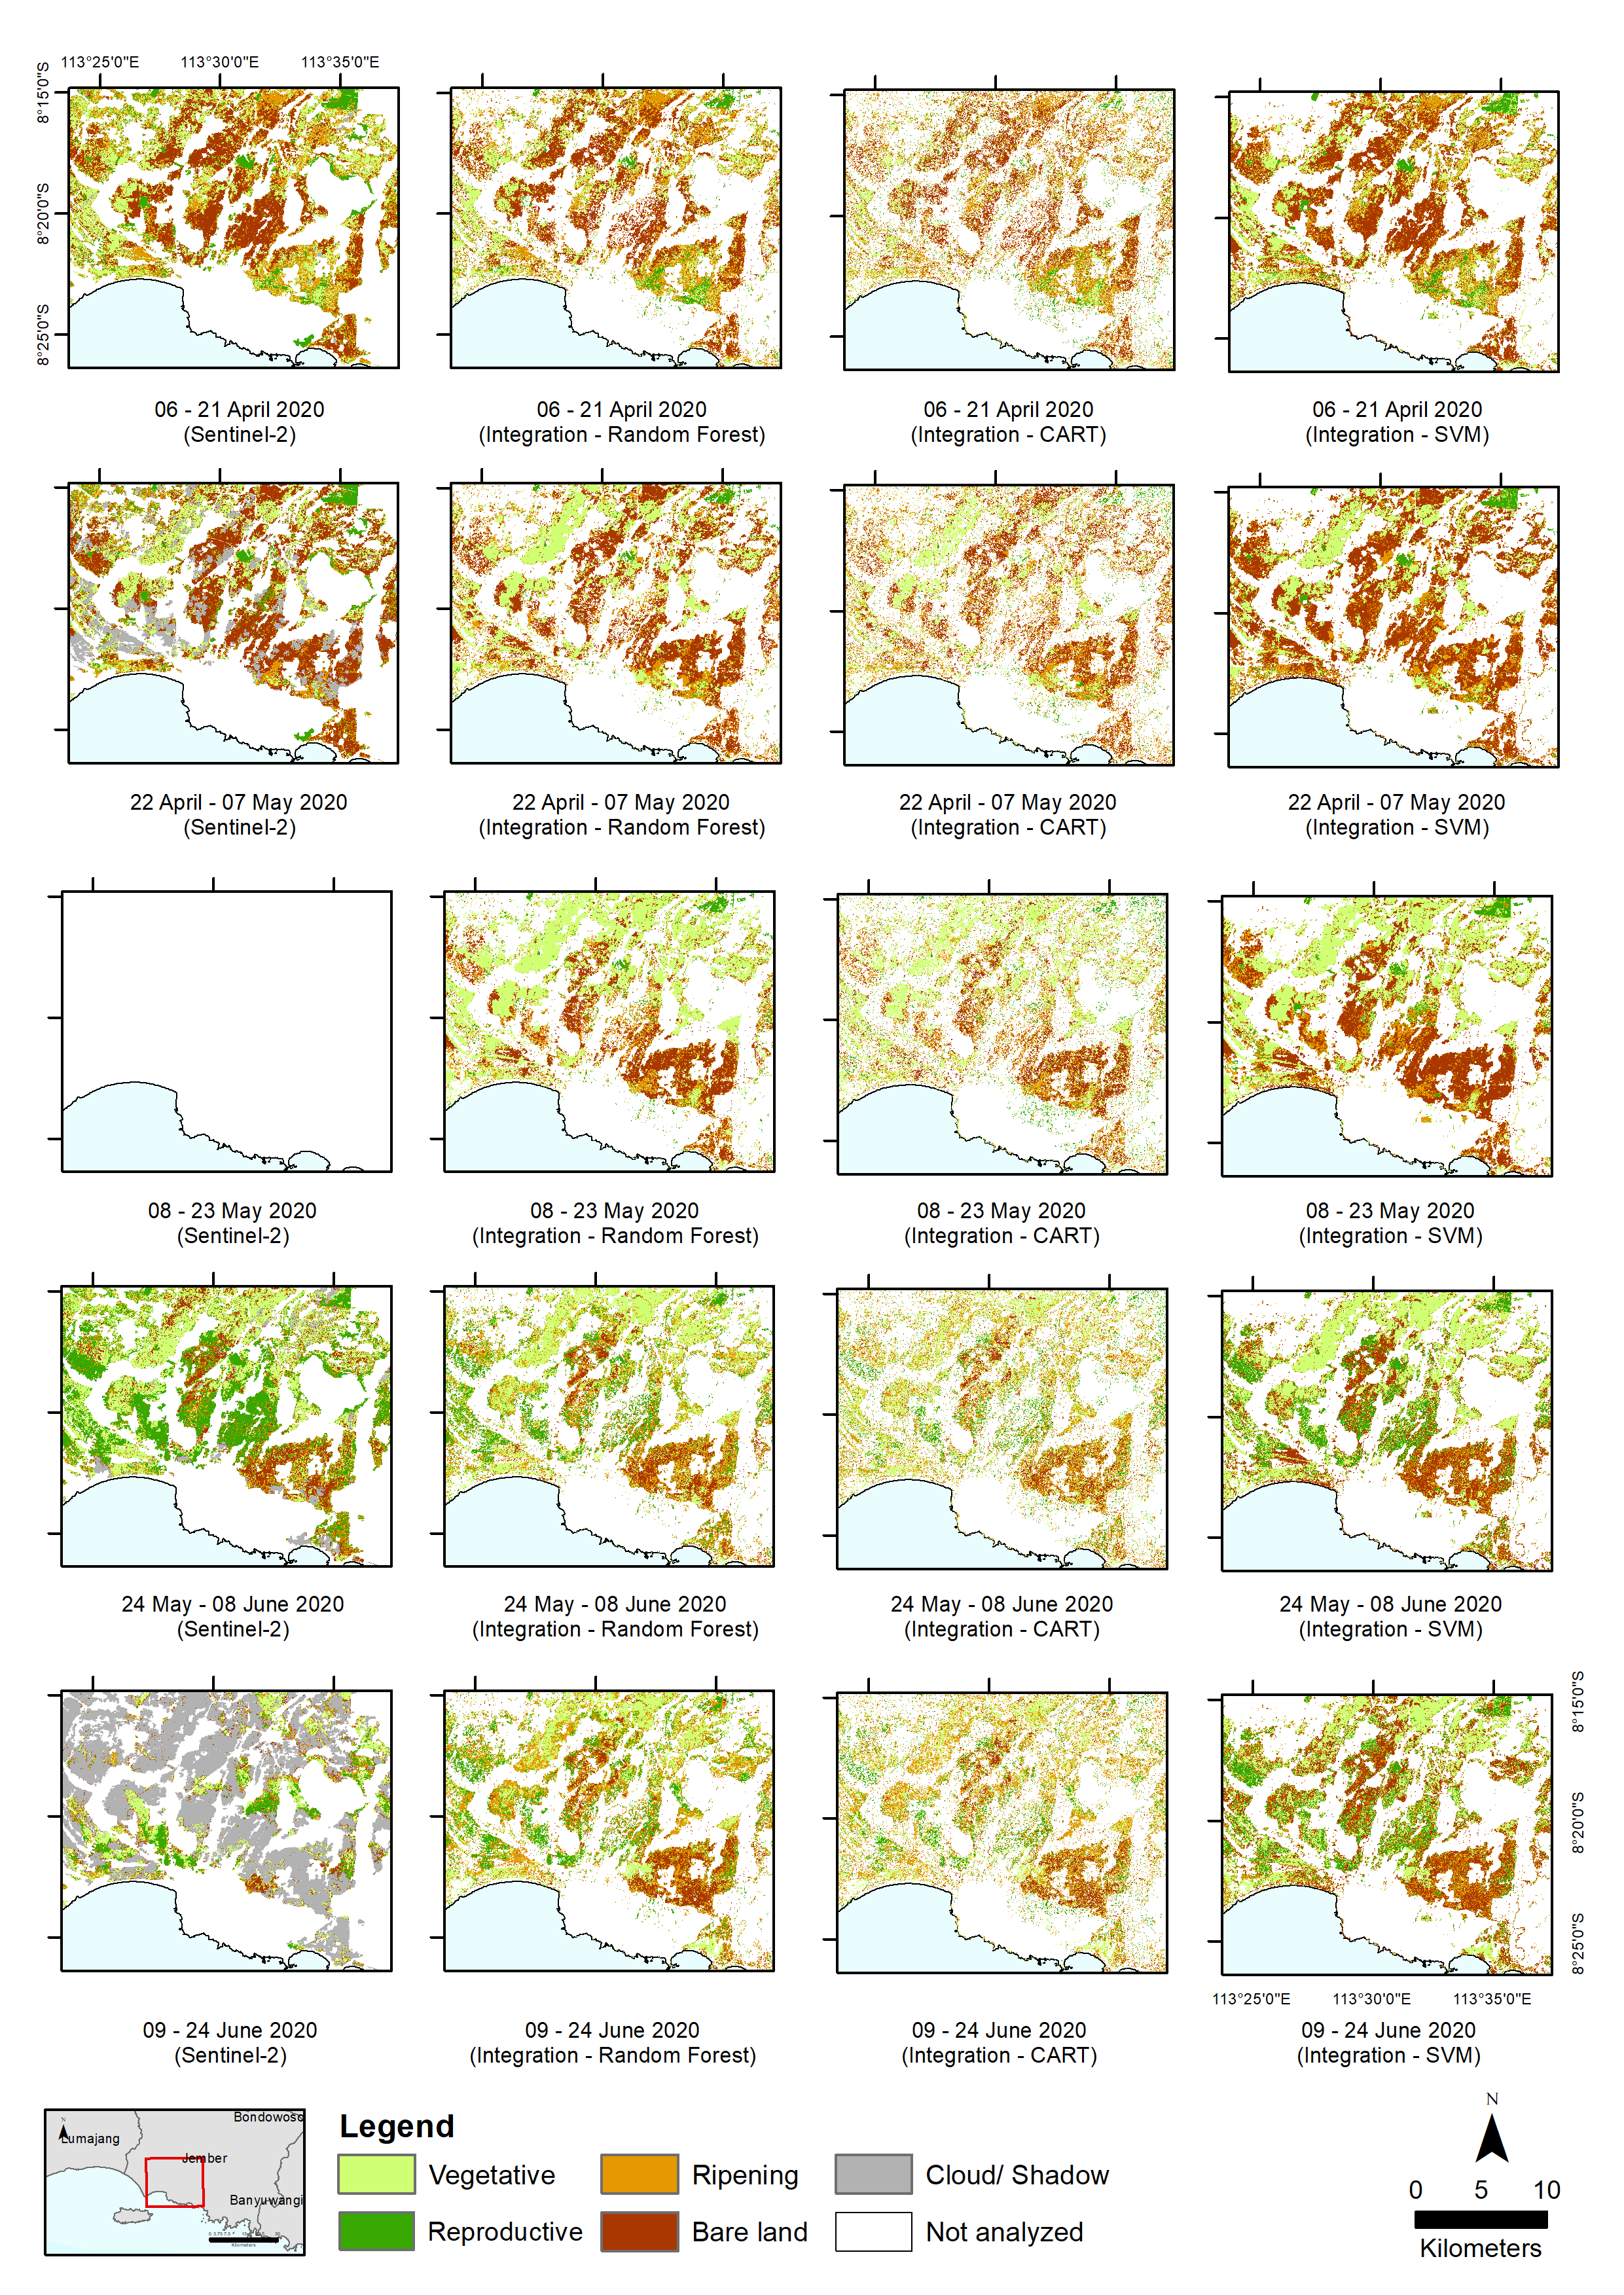 113°25'0"E 113°30'0"E 113°35'0"E
8°15'0"S
8°20'0"S
8°25'0"S
06 - 21 April 2020
(Sentinel-2)
06 - 21 April 2020
(Integration - Random Forest)
06 - 21 April 2020
(Integration - CART)
06 - 21 April 2020
(Integration - SVM)
22 April - 07 May 2020
(Sentinel-2)
22 April - 07 May 2020
(Integration - Random Forest)
22 April - 07 May 2020
(Integration - CART)
22 April - 07 May 2020
(Integration - SVM)
08 - 23 May 2020
(Sentinel-2)
08 - 23 May 2020
(Integration - Random Forest)
08 - 23 May 2020
(Integration - CART)
08 - 23 May 2020
(Integration - SVM)
24 May - 08 June 2020
(Sentinel-2)
24 May - 08 June 2020
(Integration - Random Forest)
24 May - 08 June 2020
(Integration - CART)
24 May - 08 June 2020
(Integration - SVM)
8°15'0"S
8°20'0"S
8°25'0"S
113°25'0"E 113°30'0"E 113°35'0"E
09 - 24 June 2020
(Sentinel-2)
09 - 24 June 2020
(Integration - Random Forest)
09 - 24 June 2020
(Integration - CART)
09 - 24 June 2020
(Integration - SVM)
N
Bondowoso
Lumajang
Jember
Banyuwangi
Kilometers
Legend
Vegetative
Ripening
Cloud/ Shadow
Reproductive
Bare land
Not analyzed
N
0 5 10
Kilometers